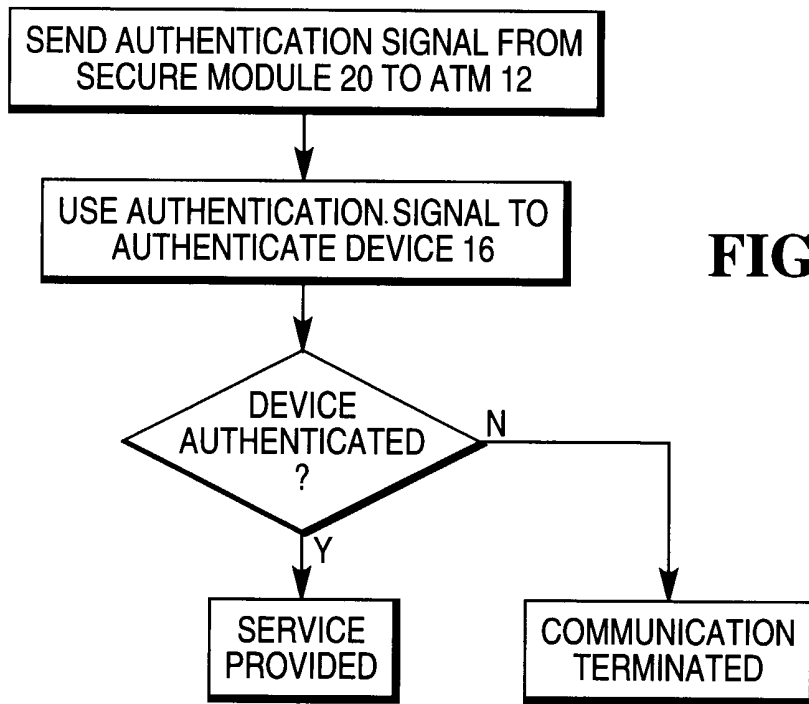 SEND AUTHENTICATION SIGNAL FROM
SECURE MODULE 20 TO ATM 12
USE AUTHENTICATION SIGNAL TO
AUTHENTICATE DEVICE 16
FIG
DEVICE
AUTHENTICATED
?
N
Y
SERVICE
PROVIDED
COMMUNICATION
TERMINATED